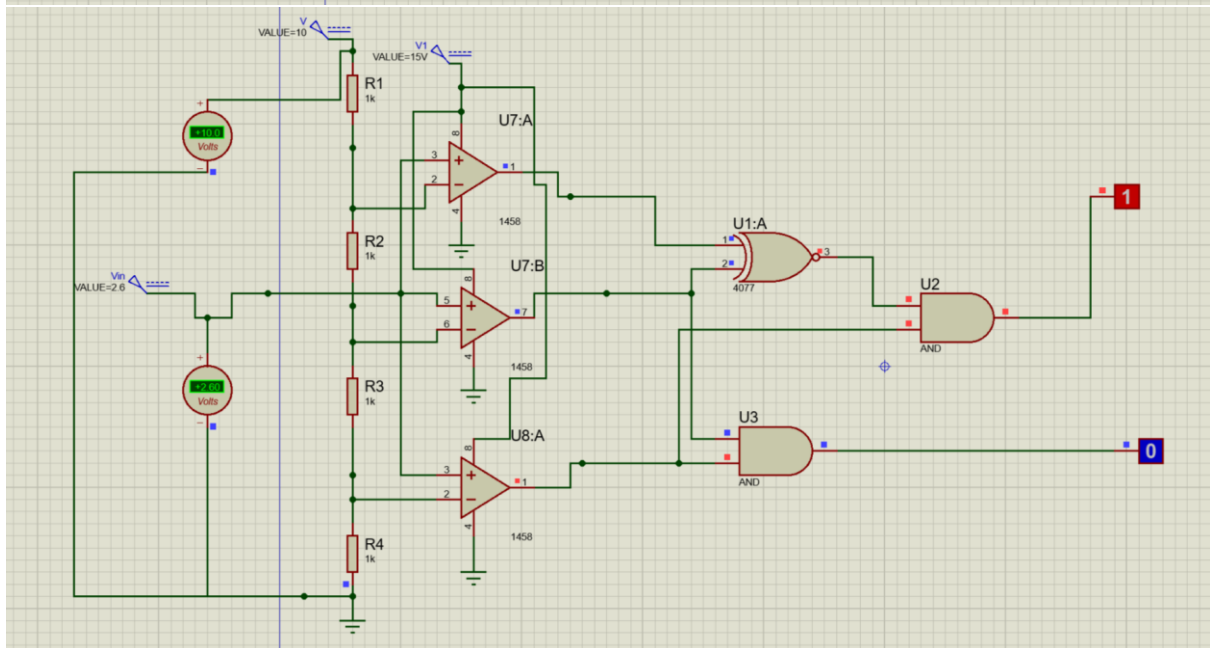 V
VALUE=10
V1
VALUE=15V
R1
1k
U7:A
+
+10.0
Volts
−
8
3
+
1
2
−
4
1458
1
R2
1k
U1:A
1
3
2
4077
U7:B
Vin
VALUE=2.6
8
5
+
7
6
−
4
1458
U2
AND
+
+2.60
Volts
−
R3
1k
U3
AND
0
U8:A
8
3
+
1
2
−
4
1458
R4
1k